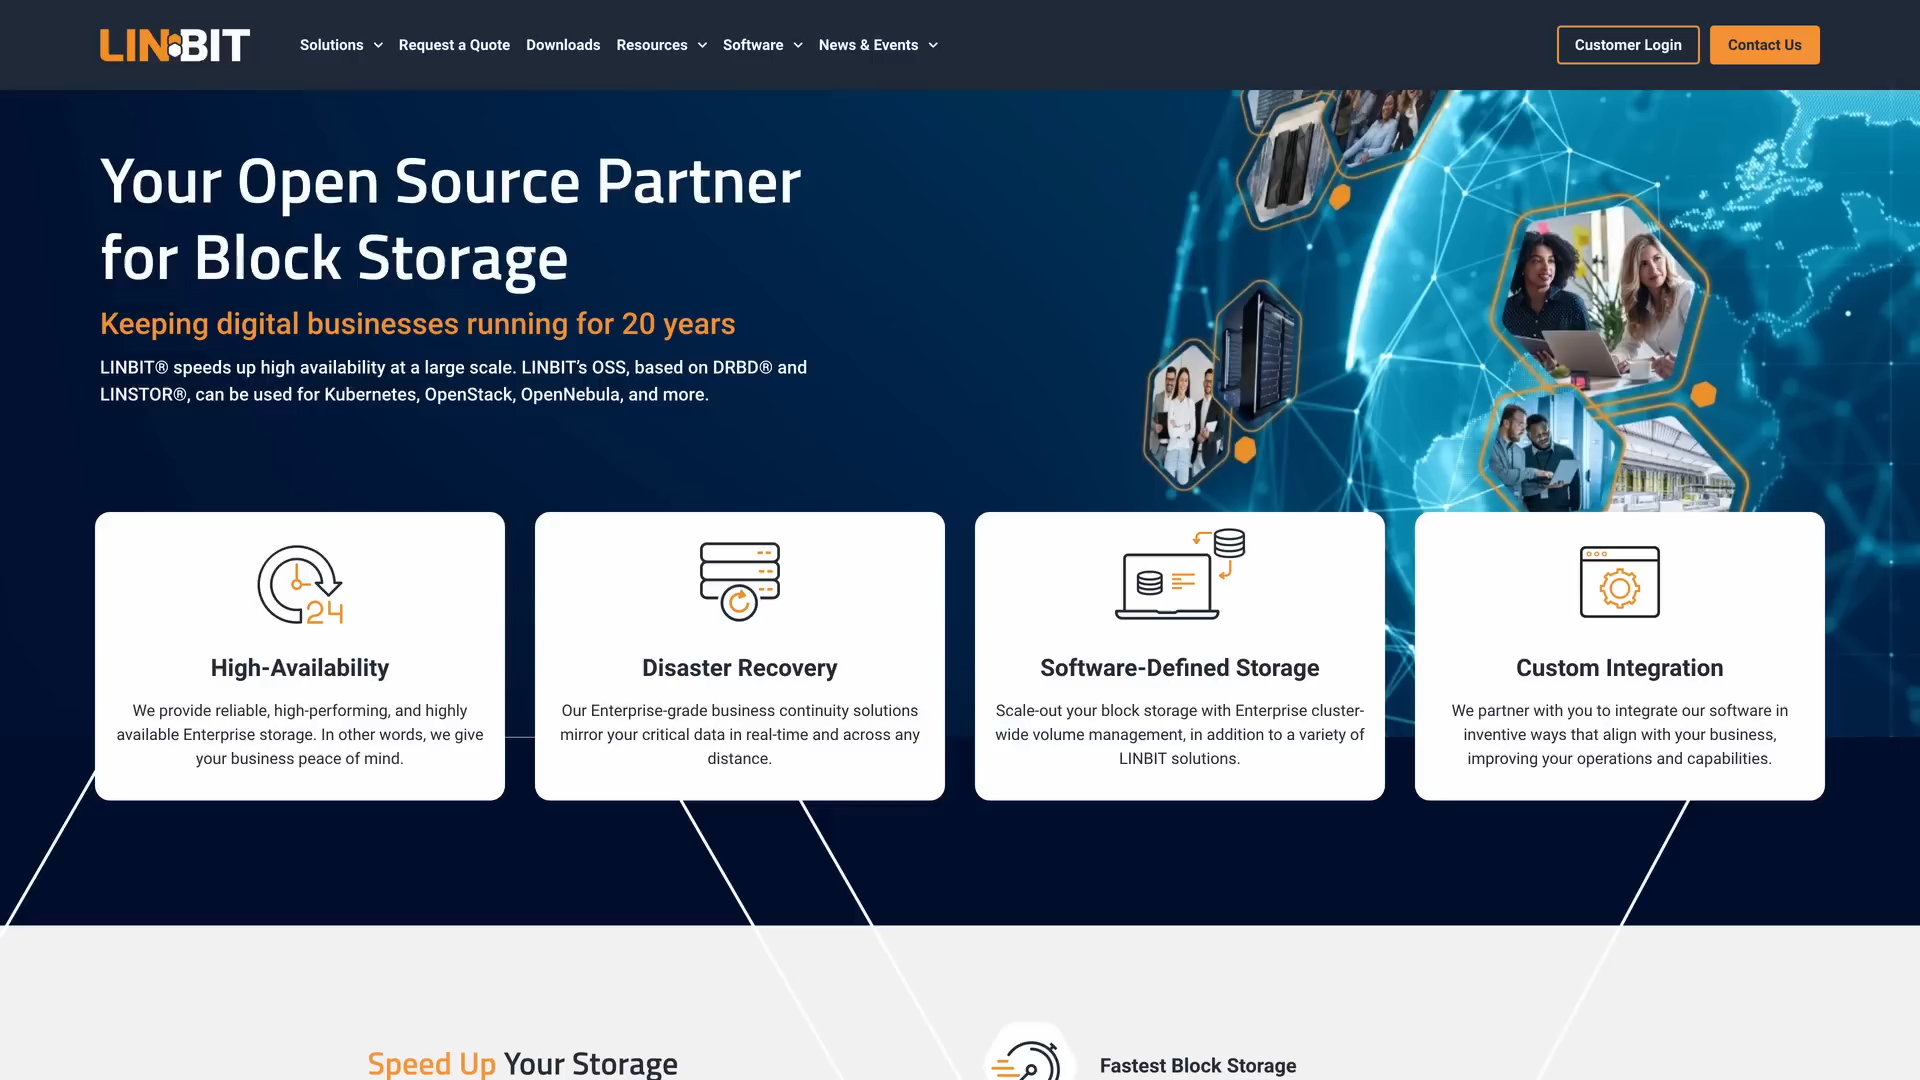 LINBIT
Solutions
Request a Quote
Downloads
Resources
Software
News & Events
Customer Login
Contact Us
Your Open Source Partner
for Block Storage
Keeping digital businesses running for 20 years
LINBIT® speeds up high availability at a large scale. LINBIT’s OSS, based on DRBD® and
LINSTOR®, can be used for Kubernetes, OpenStack, OpenNebula, and more.
24
High-Availability
We provide reliable, high-performing, and highly
available Enterprise storage. In other words, we give
your business peace of mind.
Disaster Recovery
Our Enterprise-grade business continuity solutions
mirror your critical data in real-time and across any
distance.
Software-Defined Storage
Scale-out your block storage with Enterprise cluster-
wide volume management, in addition to a variety of
LINBIT solutions.
Custom Integration
We partner with you to integrate our software in
inventive ways that align with your business,
improving your operations and capabilities.
Speed Up Your Storage
Fastest Block Storage